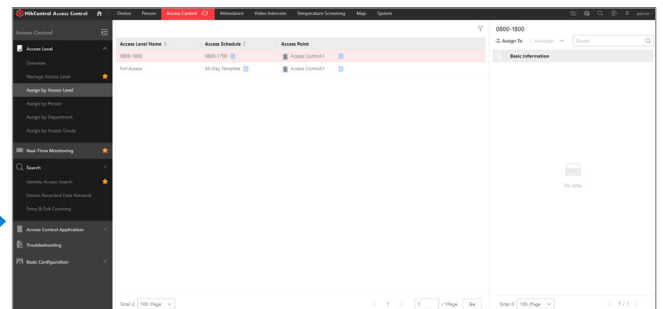 HikCentral Access Control Device Person Access Control Attendance Video Intercom Temperature Screening Map System admin
Access Control
Access Level
Overview
Manage Access Level
Assign by Access Level
Assign by Person
Assign by Department
Assign by Access Group
Real-Time Monitoring
Search
Identity Access Search
Device Recorded Data Retrieval
Entry & Exit Counting
Access Control Application
Troubleshooting
Basic Configuration
Access Level Name Access Schedule Access Point
0800-1800 0800-1700 Access Control:1
Full Access All-Day Template Access Control:1
Total: 2 100 /Page 1 1 / 1Page Go
0800-1800
Assign To Unassign Search
Basic Information
No data.
Total: 0 100 /Page 1 / 1